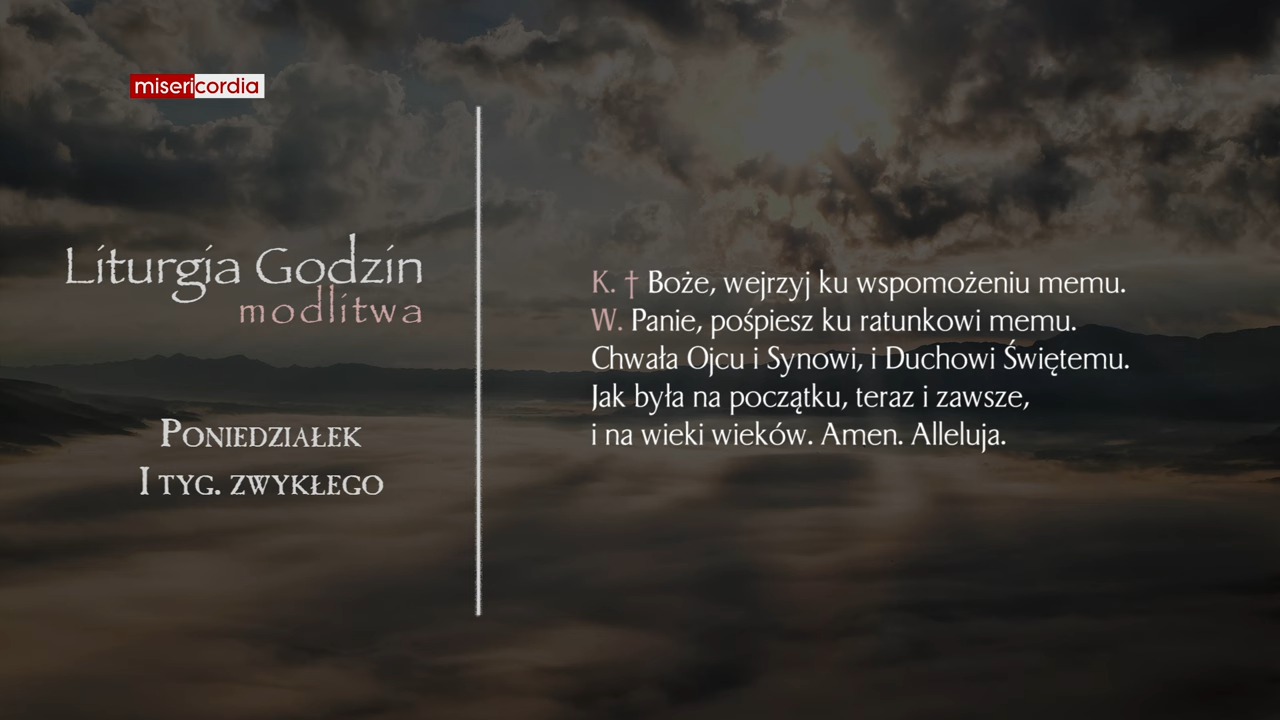 misericordia
Liturgia Godzin
modlitwa
Poniedziałek
I tyg. zwykłego
K. † Boże, wejrzyj ku wspomożeniu memu.
W. Panie, pośpiesz ku ratunkowi memu.
Chwała Ojcu i Synowi, i Duchowi Świętemu.
Jak była na początku, teraz i zawsze,
i na wieki wieków. Amen. Alleluja.